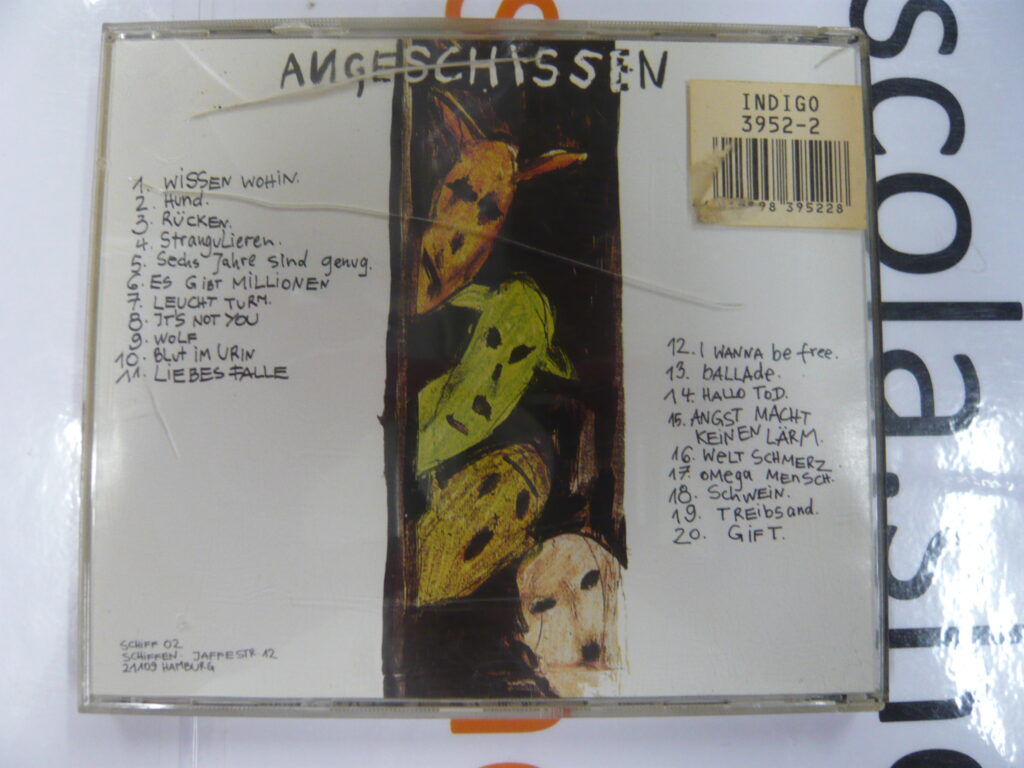 ANGESCHISSEN
INDIGO
3952-2
98 395228
1. WISSEN WOHIN.
2. Hund.
3. RÜCKEN.
4. StrangulieREN.
5. Sechs Jahre sind genug.
6. ES GIBT MILLIONEN
7. LEUCHT TURM.
8. IT'S NOT YOU
9. WOLF
10. BLUT IM URIN
11. LIEBESFALLE
12. I WANNA be free.
13. bALLAde.
14. HALLO TOD.
15. ANGST MACHT
KEINEN LÄRM.
16. WELT SCHMERZ
17. OMEGA MENSCH.
18. SCHWEIN.
19. TREIbsand.
20. GIFT.
SCHIFF 02
SCHIFFEN. JAFFESTR 12
21109 HAMBURG
scola